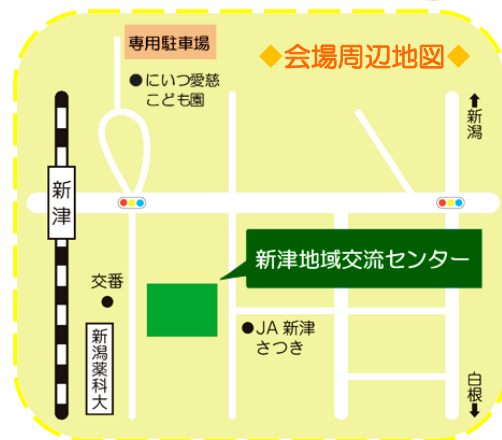 専用駐車場
◆会場周辺地図◆
●にいつ愛慈
こども園
↑新潟
新津
新津地域交流センター
交番
●
●JA 新津
さつき
新潟薬科大
白根↓